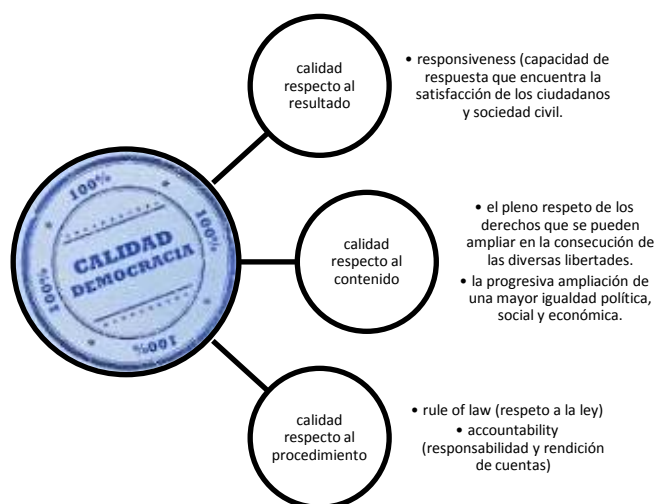 100%
100%
100%
100%
CALIDAD
DEMOCRACIA
calidad
respecto al
resultado
• responsiveness (capacidad de
respuesta que encuentra la
satisfacción de los ciudadanos
y sociedad civil.
calidad
respecto al
contenido
• el pleno respeto de los
derechos que se pueden
ampliar en la consecución de
las diversas libertades.
• la progresiva ampliación de
una mayor igualdad política,
social y económica.
calidad
respecto al
procedimiento
• rule of law (respeto a la ley)
• accountability
(responsabilidad y rendición
de cuentas)